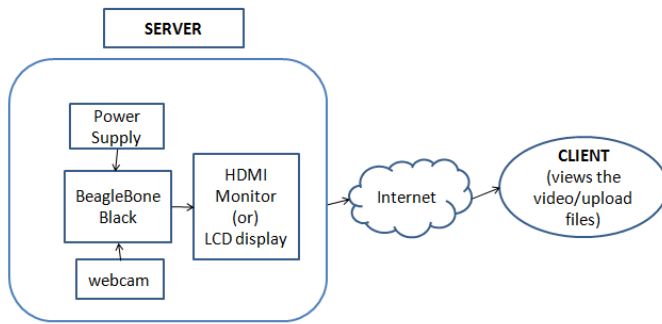 SERVER
Power
Supply
BeagleBone
Black
webcam
HDMI
Monitor
(or)
LCD display
Internet
CLIENT
(views the
video/upload
files)